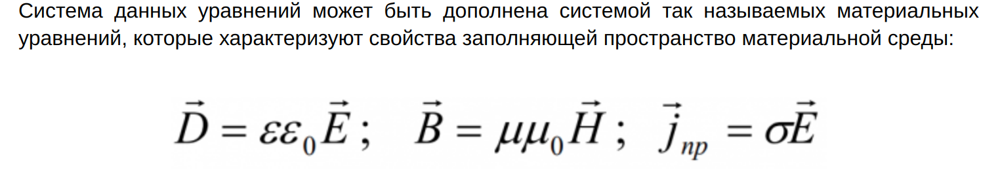 Система данных уравнений может быть дополнена системой так называемых материальных
уравнений, которые характеризуют свойства заполняющей пространство материальной среды:
$\vec{D} = \varepsilon\varepsilon_0 \vec{E}; \quad \vec{B} = \mu\mu_0 \vec{H}; \quad \vec{j}_{пр} = \sigma\vec{E}$